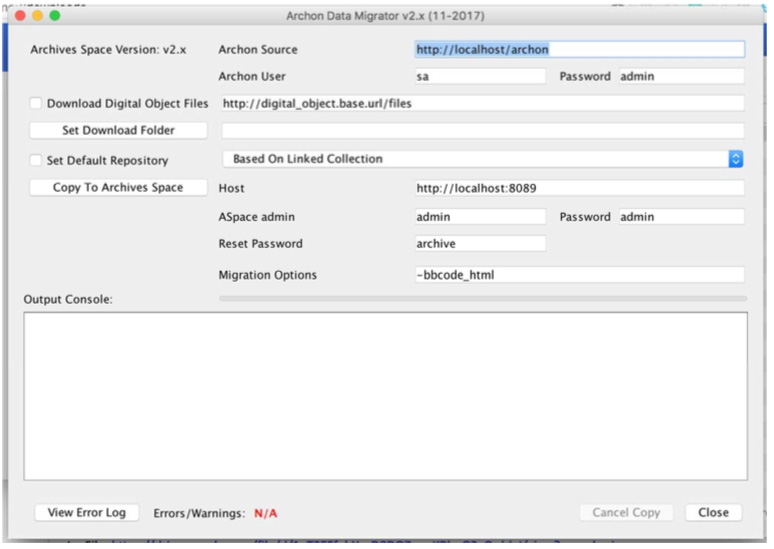 Archon Data Migrator v2.x (11-2017)
Archives Space Version: v2.x Archon Source http://localhost/archon
Archon User sa Password admin
Download Digital Object Files http://digital_object.base.url/files
Set Download Folder
Set Default Repository Based On Linked Collection
Copy To Archives Space Host http://localhost:8089
ASpace admin admin Password admin
Reset Password archive
Migration Options -bbcode_html
Output Console:
View Error Log Errors/Warnings: N/A Cancel Copy Close